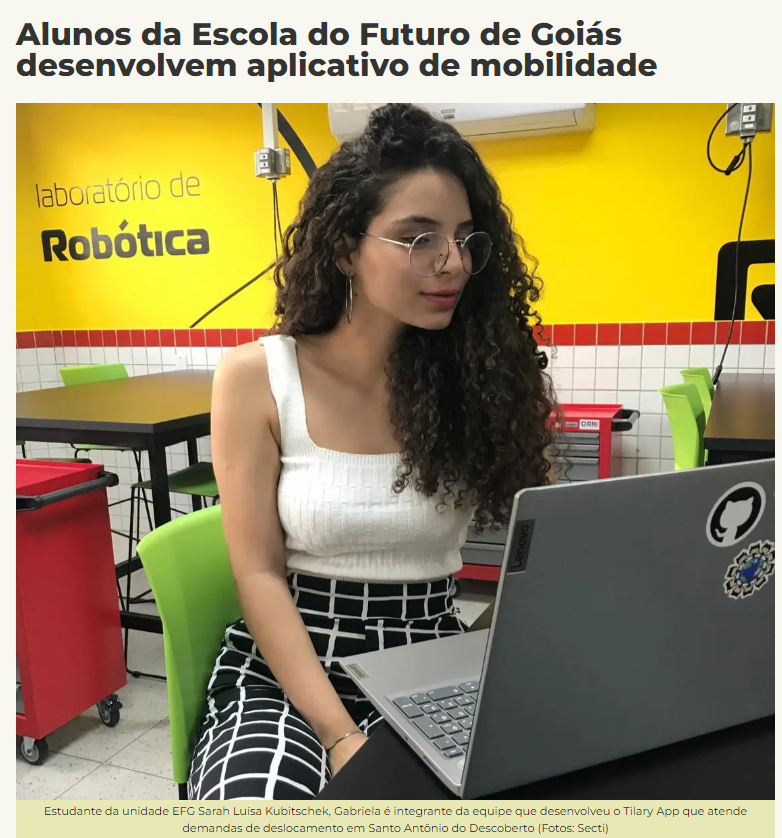 Alunos da Escola do Futuro de Goiás
desenvolvem aplicativo de mobilidade
laboratório de
Robótica
Lenovo
Estudante da unidade EFG Sarah Luísa Kubitschek, Gabriela é integrante da equipe que desenvolveu o Tilary App que atende
demandas de deslocamento em Santo Antônio do Descoberto (Fotos: Secti)